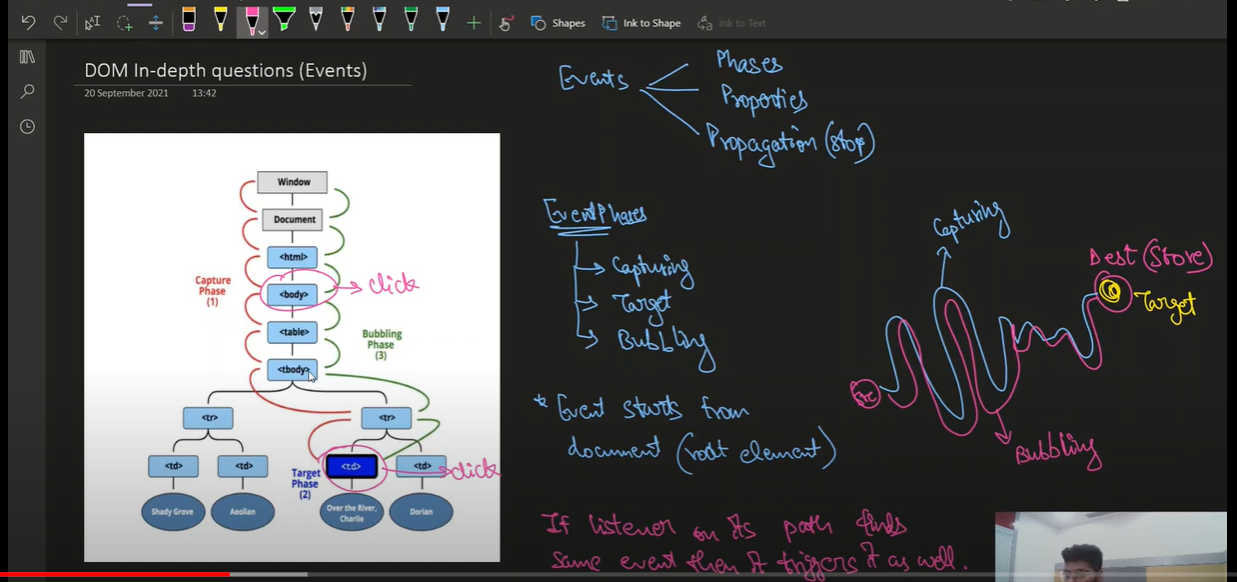 Shapes
Ink to Shape
Ink to Text
DOM In-depth questions (Events)
20 September 2021 13:42
Events
Phases
Properties
Propagation (stop)
Window
Document
<html>
<body>
click
<table>
<tbody>
Capture
Phase
(1)
Bubbling
Phase
(3)
<tr>
<tr>
<td>
<td>
<td>
<td>
click
Target
Phase
(2)
Shady Grove
Aeolian
Over the River,
Charlie
Dorian
Event Phases
Capturing
Target
Bubbling
Capturing
Dest (Store)
Target
Src
Bubbling
* Event starts from
document (root element)
If listener on its path finds
same event then it triggers it as well.